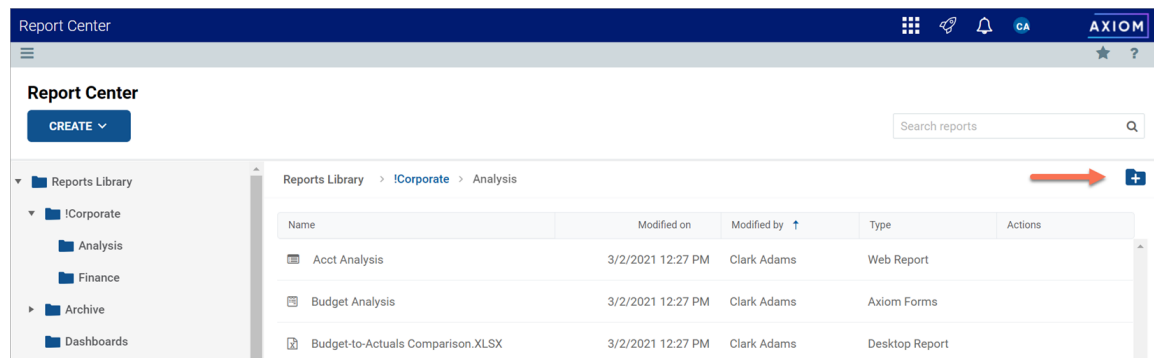 Report Center
CA
AXIOM
?
Report Center
CREATE
Search reports
Reports Library
Reports Library > !Corporate > Analysis
!Corporate
Name Modified on Modified by ↑ Type Actions
Analysis
Acct Analysis 3/2/2021 12:27 PM Clark Adams Web Report
Finance
Budget Analysis 3/2/2021 12:27 PM Clark Adams Axiom Forms
Archive
Dashboards
Budget-to-Actuals Comparison.XLSX 3/2/2021 12:27 PM Clark Adams Desktop Report